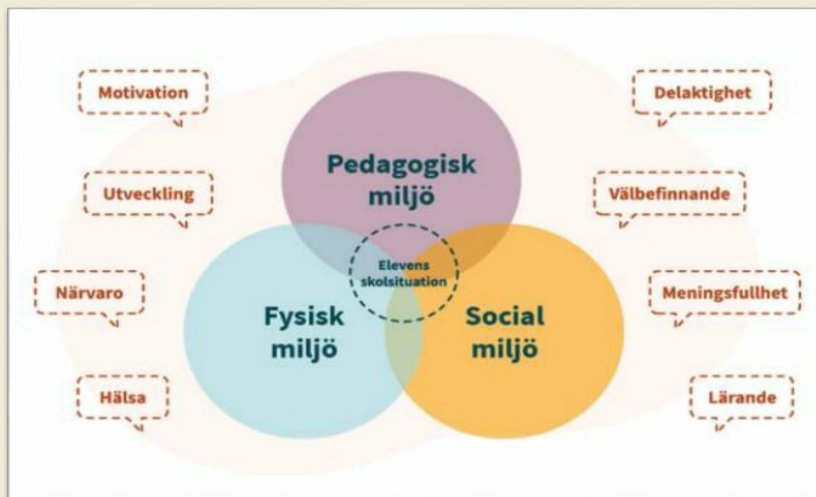 Motivation
Delaktighet
Pedagogisk
miljö
Utveckling
Välbefinnande
Elevens
skolsituation
Närvaro
Meningsfullhet
Fysisk
miljö
Social
miljö
Hälsa
Lärande